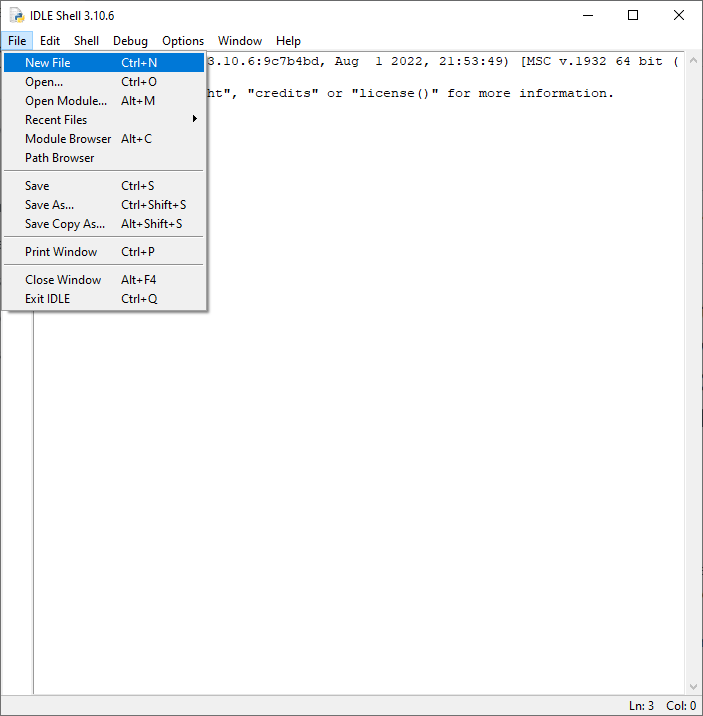 IDLE Shell 3.10.6
File Edit Shell Debug Options Window Help
3.10.6:9c7b4bd, Aug 1 2022, 21:53:49) [MSC v.1932 64 bit (
ht", "credits" or "license()" for more information.
New File Ctrl+N
Open... Ctrl+O
Open Module... Alt+M
Recent Files
Module Browser Alt+C
Path Browser
Save Ctrl+S
Save As... Ctrl+Shift+S
Save Copy As... Alt+Shift+S
Print Window Ctrl+P
Close Window Alt+F4
Exit IDLE Ctrl+Q
Ln: 3 Col: 0